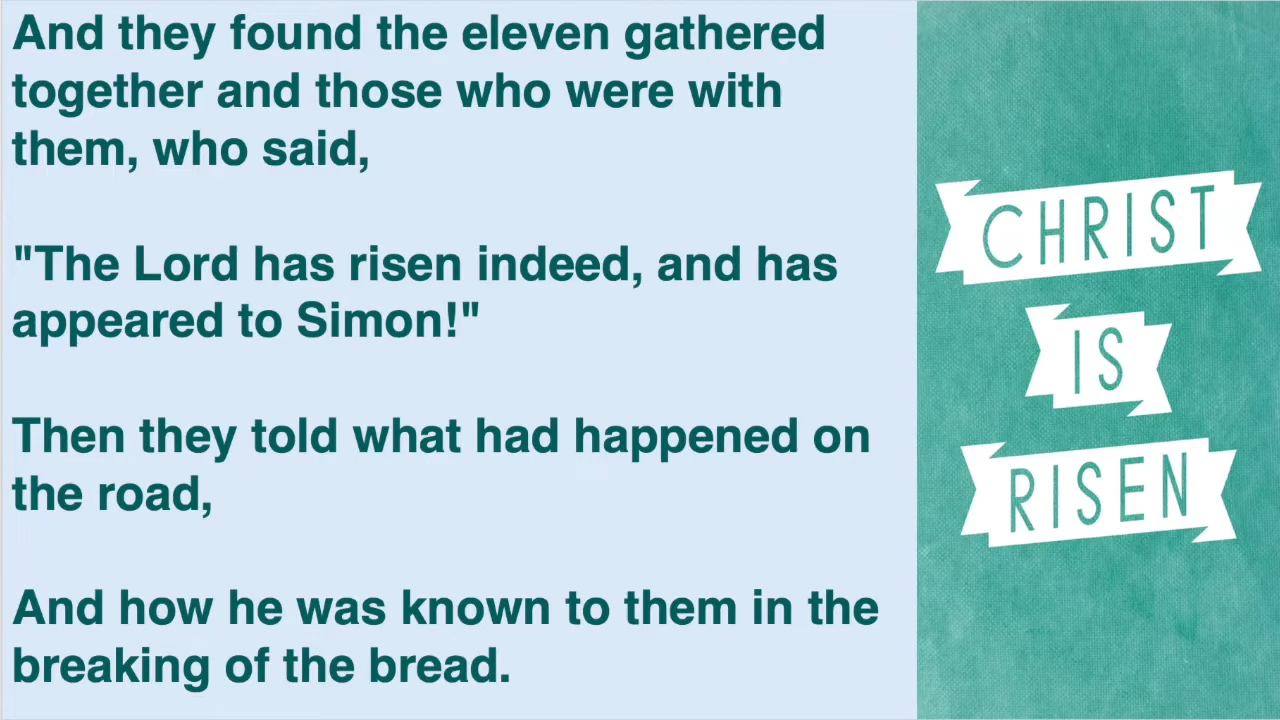 And they found the eleven gathered
together and those who were with
them, who said,
"The Lord has risen indeed, and has
appeared to Simon!"
Then they told what had happened on
the road,
And how he was known to them in the
breaking of the bread.
CHRIST
IS
RISEN